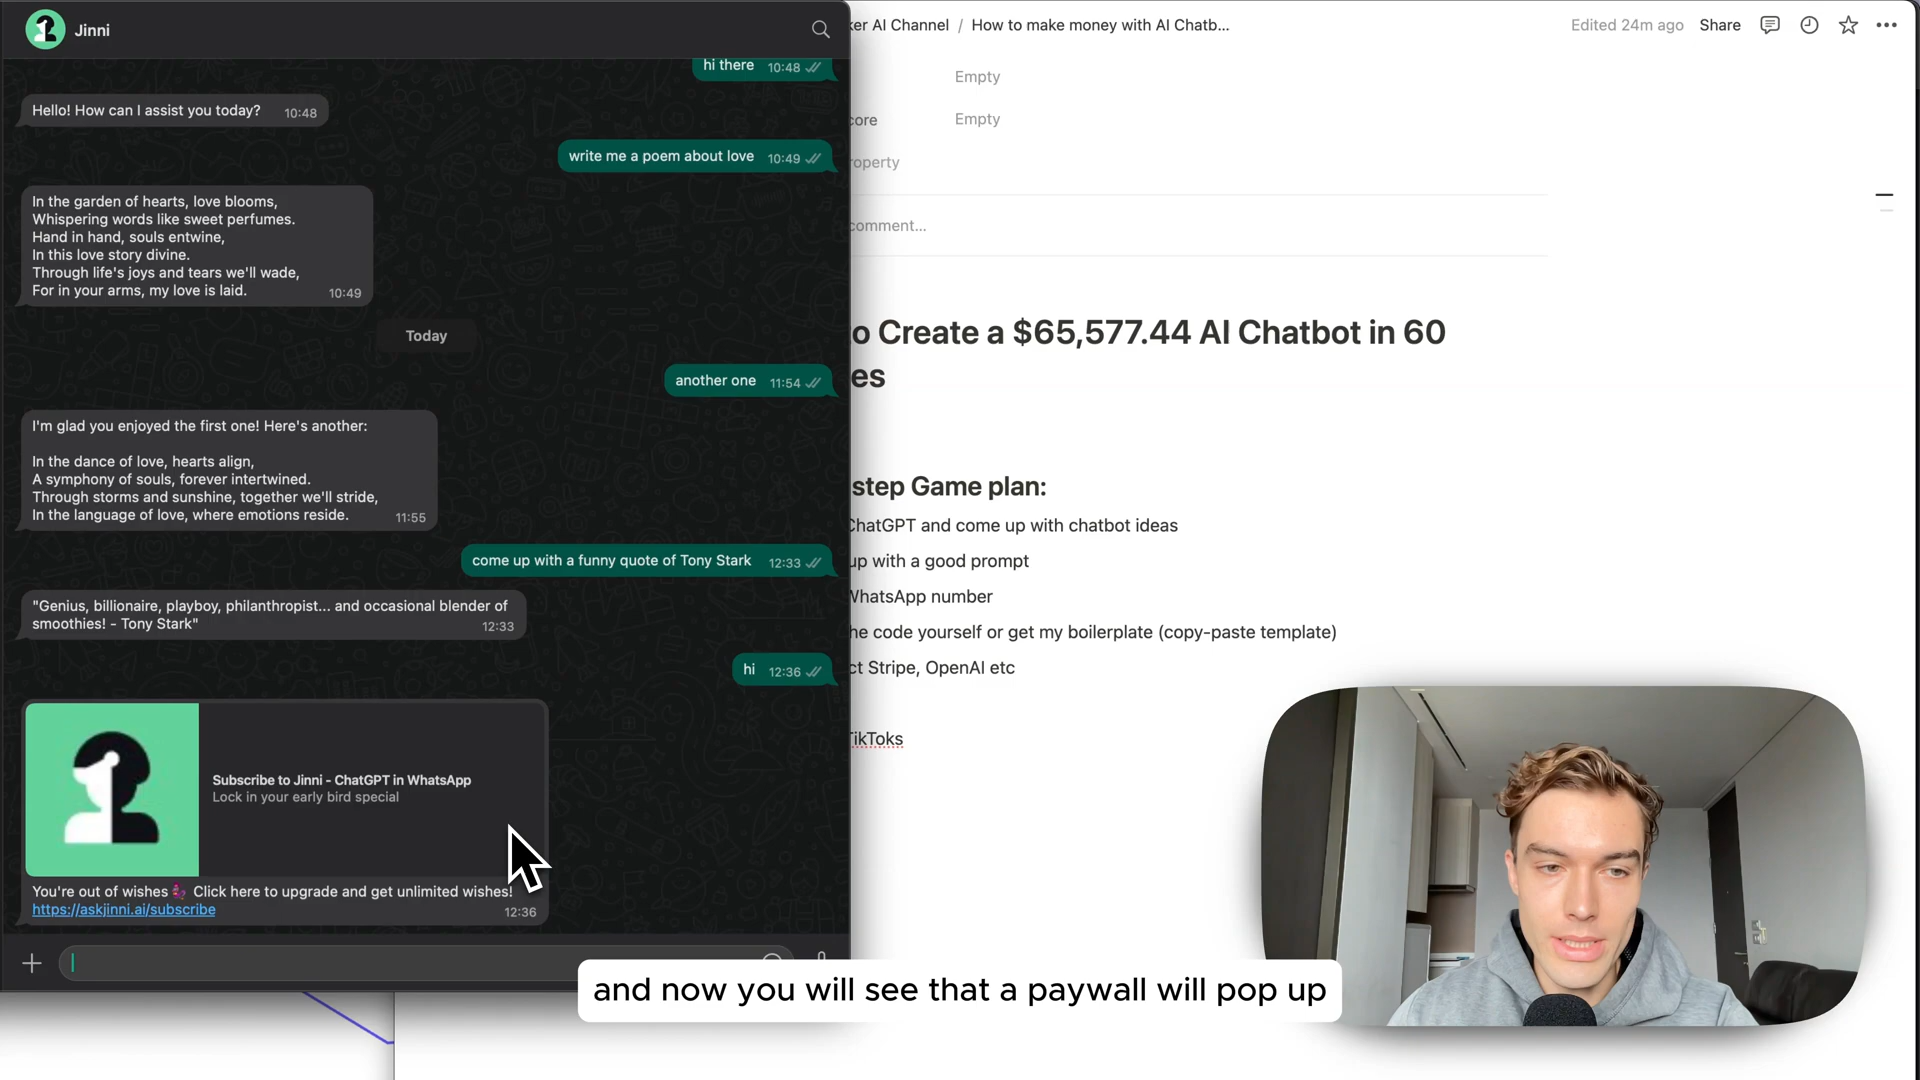 Jinni
hi there 10:48
Hello! How can I assist you today? 10:48
write me a poem about love 10:49
In the garden of hearts, love blooms,
Whispering words like sweet perfumes.
Hand in hand, souls entwine,
In this love story divine.
Through life's joys and tears we'll wade,
For in your arms, my love is laid. 10:49
Today
another one 11:54
I'm glad you enjoyed the first one! Here's another:
In the dance of love, hearts align,
A symphony of souls, forever intertwined.
Through storms and sunshine, together we'll stride,
In the language of love, where emotions reside. 11:55
come up with a funny quote of Tony Stark 12:33
"Genius, billionaire, playboy, philanthropist... and occasional blender of
smoothies! - Tony Stark" 12:33
hi 12:36
Subscribe to Jinni - ChatGPT in WhatsApp
Lock in your early bird special
You're out of wishes Click here to upgrade and get unlimited wishes!
https://askjinni.ai/subscribe 12:36
ker AI Channel / How to make money with AI Chatb... Edited 24m ago Share
Empty
core Empty
roperty
comment...
o Create a $65,577.44 AI Chatbot in 60
es
step Game plan:
ChatGPT and come up with chatbot ideas
up with a good prompt
WhatsApp number
he code yourself or get my boilerplate (copy-paste template)
ct Stripe, OpenAI etc
TikToks
and now you will see that a paywall will pop up